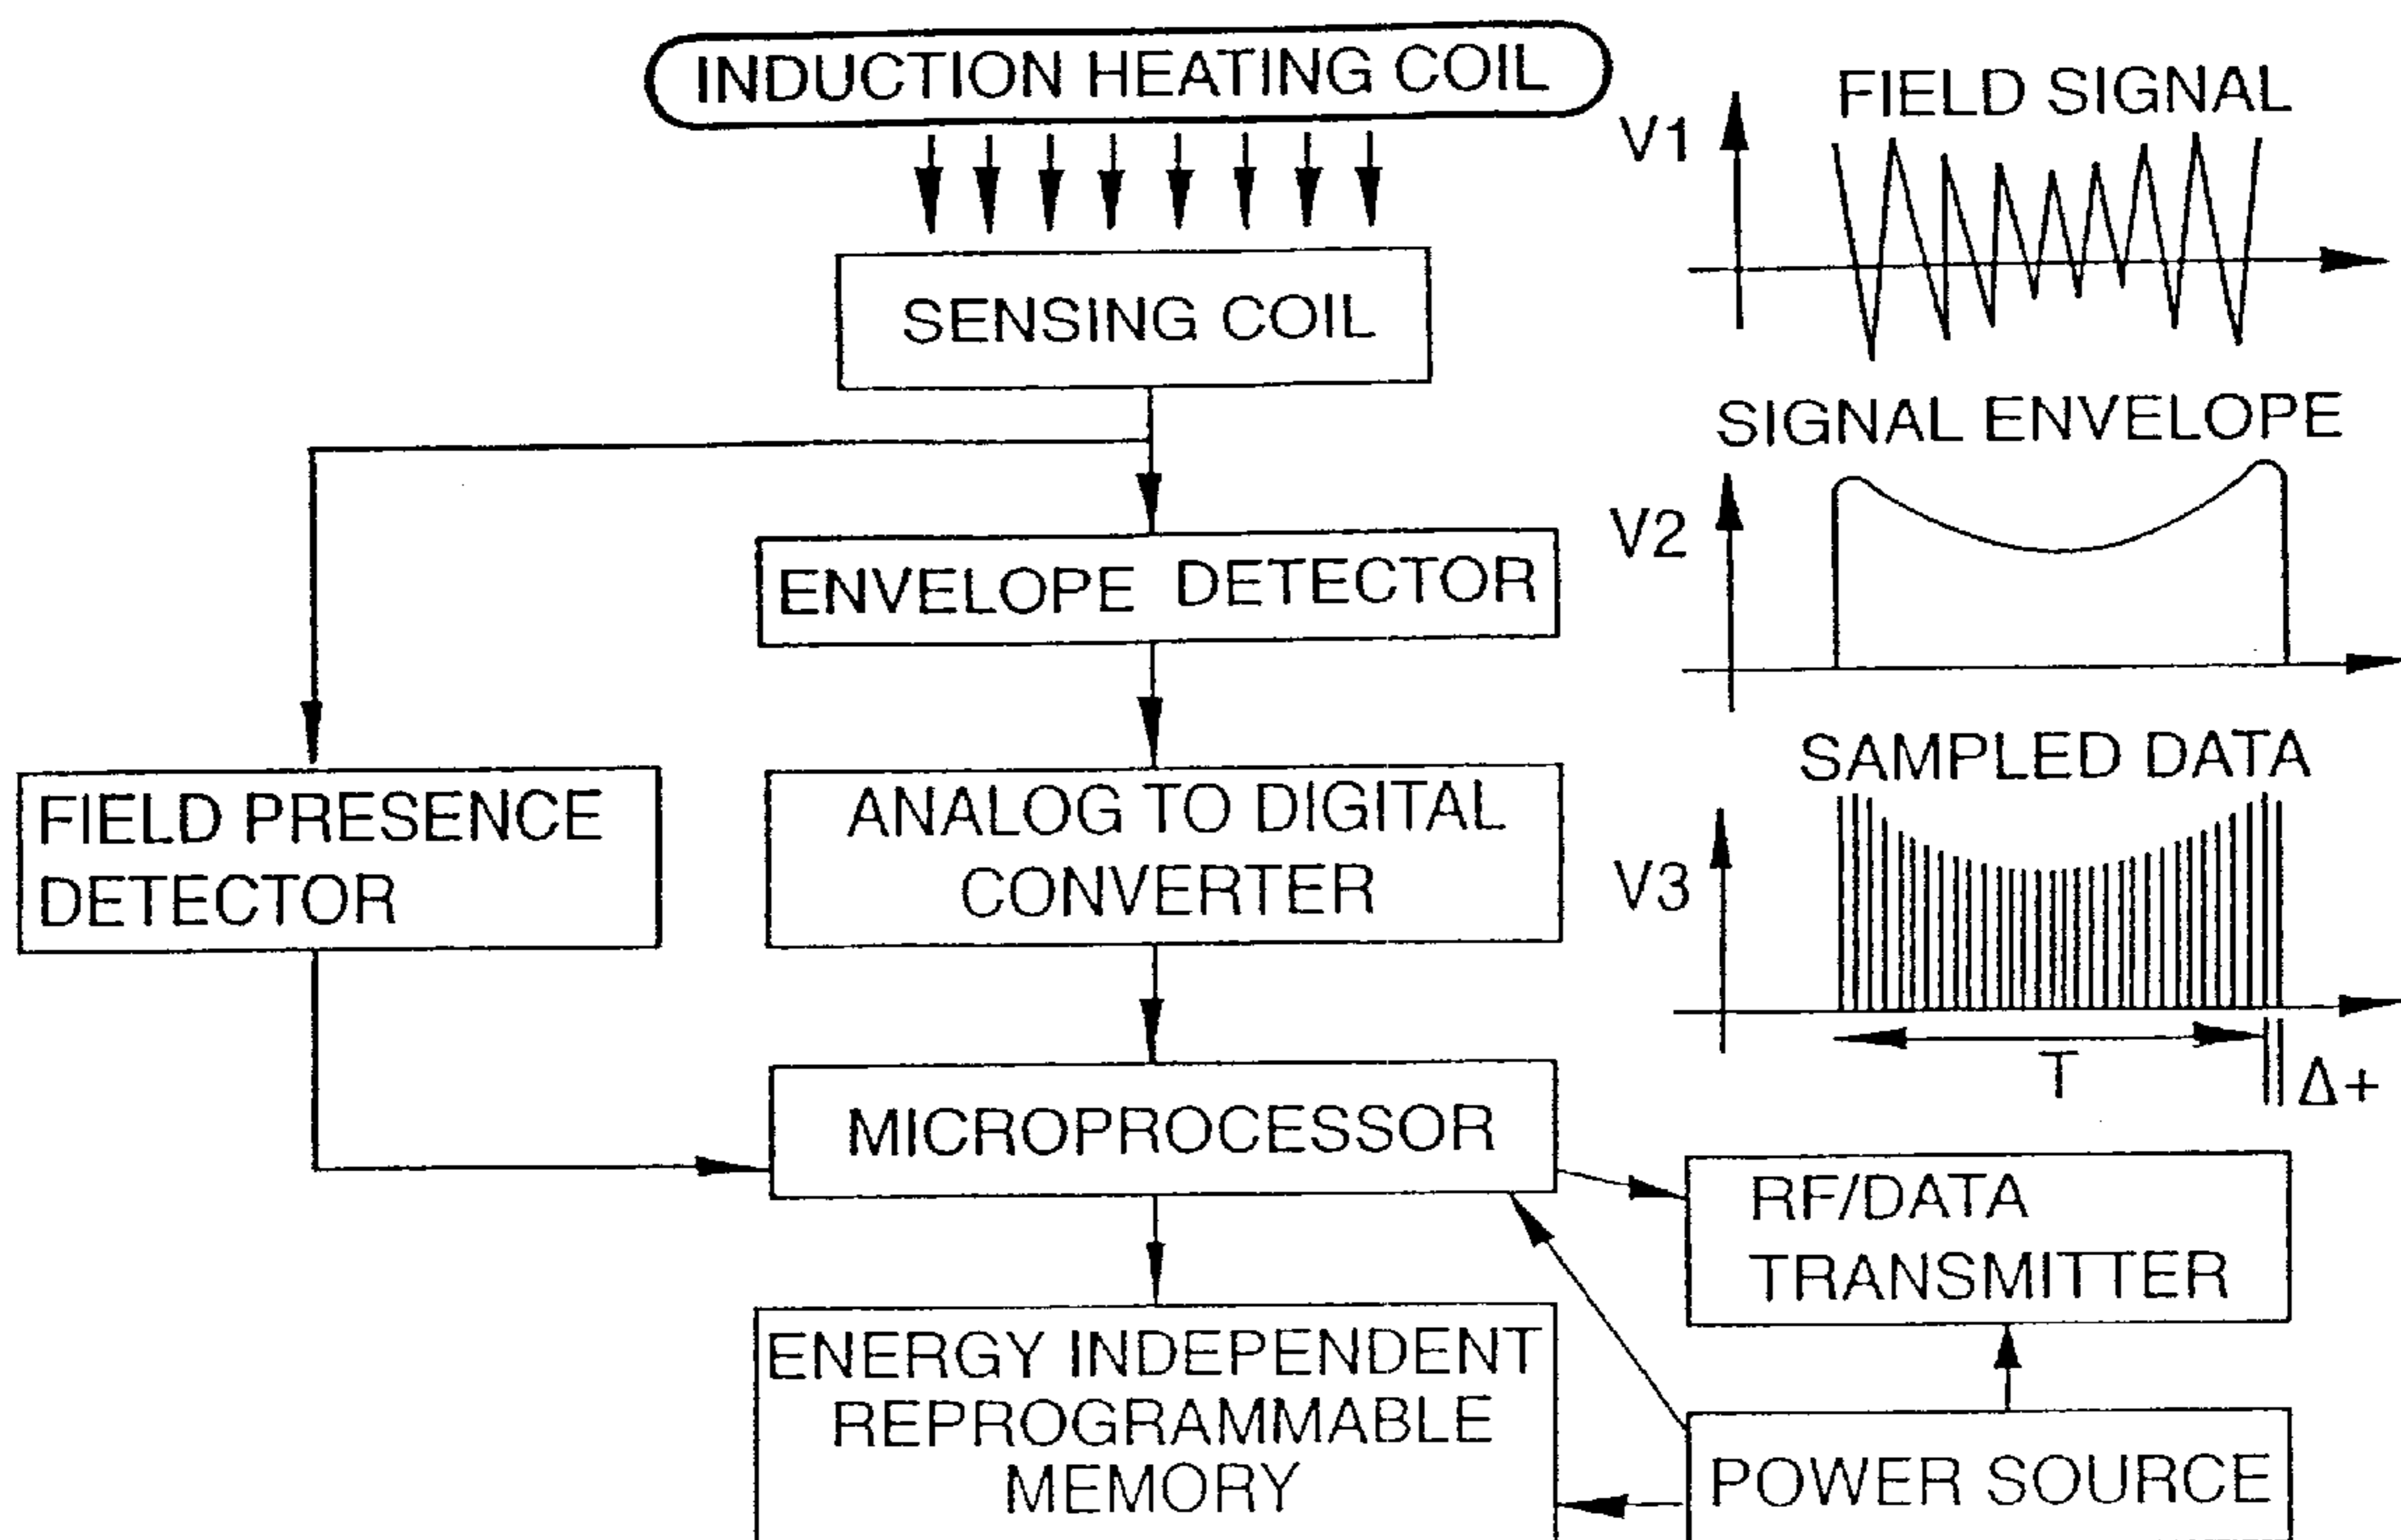 INDUCTION HEATING COIL
FIELD SIGNAL
V1
SENSING COIL
SIGNAL ENVELOPE
V2
ENVELOPE DETECTOR
SAMPLED DATA
V3
FIELD PRESENCE
DETECTOR
ANALOG TO DIGITAL
CONVERTER
T
Δ+
MICROPROCESSOR
RF/DATA
TRANSMITTER
ENERGY INDEPENDENT
REPROGRAMMABLE
MEMORY
POWER SOURCE